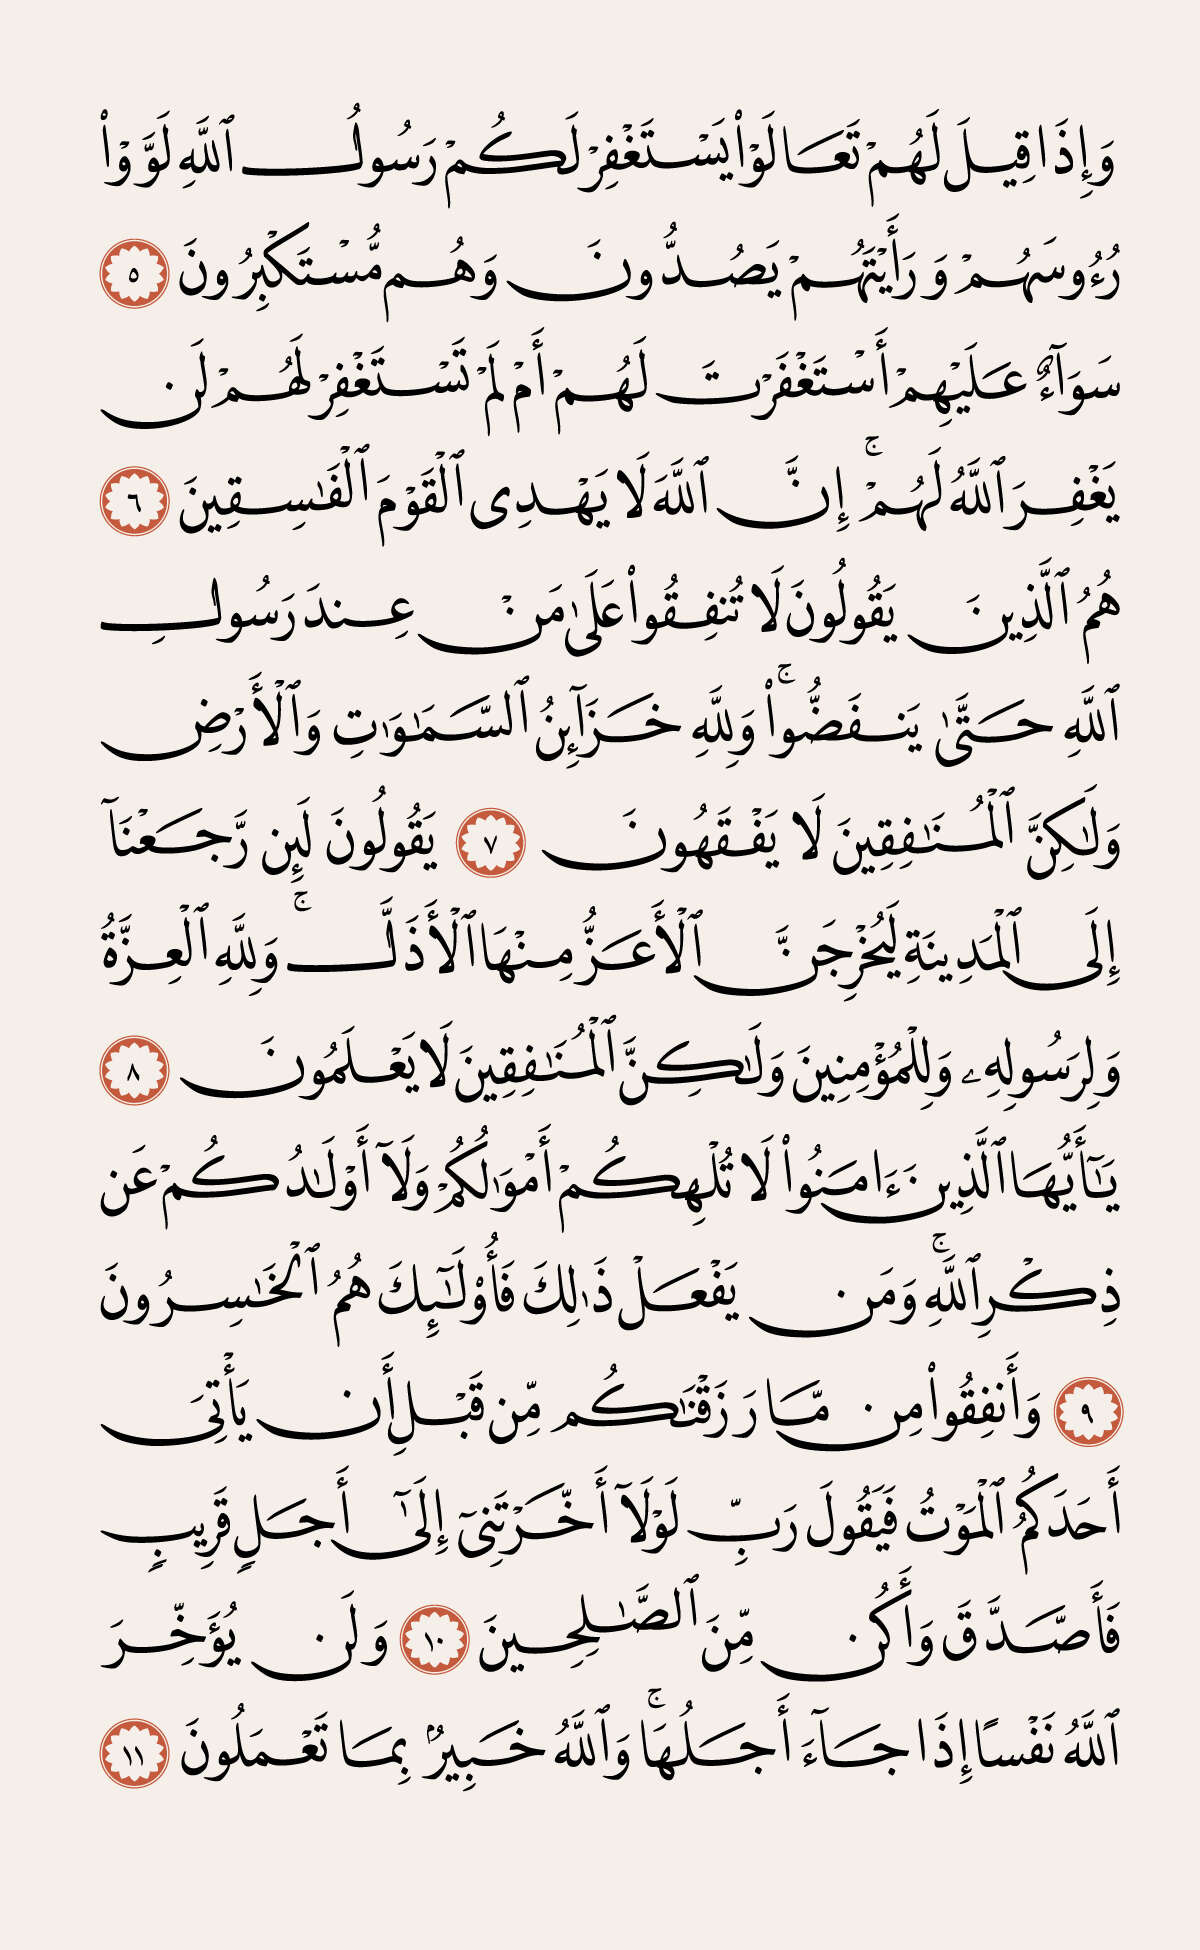 وَإِذَا قِيلَ لَهُمْ تَعَالَوْا۟ يَسْتَغْفِرْ لَكُمْ رَسُولُ ٱللَّهِ لَوَّوْا۟
رُءُوسَهُمْ وَرَأَيْتَهُمْ يَصُدُّونَ وَهُم مُّسْتَكْبِرُونَ ٥
سَوَآءٌ عَلَيْهِمْ أَسْتَغْفَرْتَ لَهُمْ أَمْ لَمْ تَسْتَغْفِرْ لَهُمْ لَن
يَغْفِرَ ٱللَّهُ لَهُمْ ۚ إِنَّ ٱللَّهَ لَا يَهْدِى ٱلْقَوْمَ ٱلْفَـٰسِقِينَ ٦
هُمُ ٱلَّذِينَ يَقُولُونَ لَا تُنفِقُوا۟ عَلَىٰ مَنْ عِندَ رَسُولِ
ٱللَّهِ حَتَّىٰ يَنفَضُّوا۟ ۚ وَلِلَّهِ خَزَآئِنُ ٱلسَّمَـٰوَٰتِ وَٱلْأَرْضِ
وَلَـٰكِنَّ ٱلْمُنَـٰفِقِينَ لَا يَفْقَهُونَ ٧ يَقُولُونَ لَئِن رَّجَعْنَآ
إِلَى ٱلْمَدِينَةِ لَيُخْرِجَنَّ ٱلْأَعَزُّ مِنْهَا ٱلْأَذَلَّ ۚ وَلِلَّهِ ٱلْعِزَّةُ
وَلِرَسُولِهِۦ وَلِلْمُؤْمِنِينَ وَلَـٰكِنَّ ٱلْمُنَـٰفِقِينَ لَا يَعْلَمُونَ ٨
يَـٰٓأَيُّهَا ٱلَّذِينَ ءَامَنُوا۟ لَا تُلْهِكُمْ أَمْوَٰلُكُمْ وَلَآ أَوْلَـٰدُكُمْ عَن
ذِكْرِ ٱللَّهِ ۚ وَمَن يَفْعَلْ ذَٰلِكَ فَأُو۟لَـٰٓئِكَ هُمُ ٱلْخَـٰسِرُونَ
٩ وَأَنفِقُوا۟ مِن مَّا رَزَقْنَـٰكُم مِّن قَبْلِ أَن يَأْتِىَ
أَحَدَكُمُ ٱلْمَوْتُ فَيَقُولَ رَبِّ لَوْلَآ أَخَّرْتَنِىٓ إِلَىٰٓ أَجَلٍ قَرِيبٍ
فَأَصَّدَّقَ وَأَكُن مِّنَ ٱلصَّـٰلِحِينَ ١٠ وَلَن يُؤَخِّرَ
ٱللَّهُ نَفْسًا إِذَا جَآءَ أَجَلُهَا ۚ وَٱللَّهُ خَبِيرٌۢ بِمَا تَعْمَلُونَ ١١